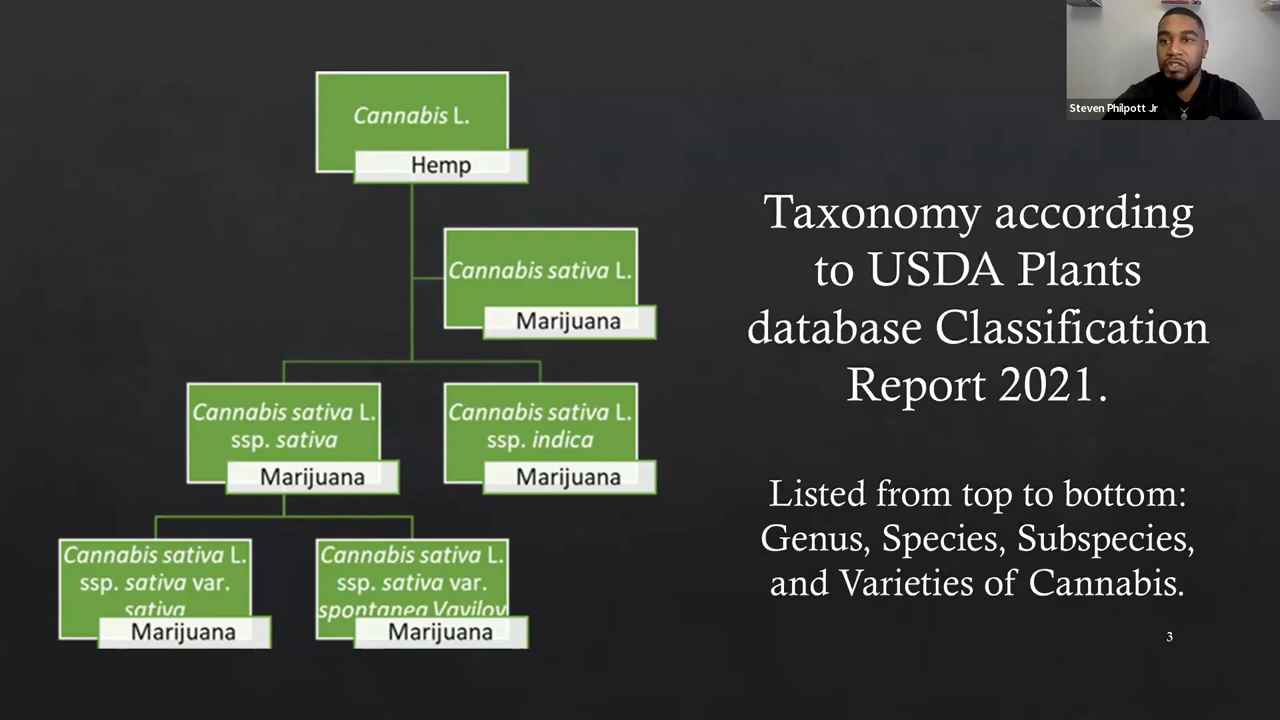 Steven Philpott Jr
Cannabis L.
Hemp
Cannabis sativa L.
Marijuana
Cannabis sativa L.
ssp. sativa
Marijuana
Cannabis sativa L.
ssp. indica
Marijuana
Cannabis sativa L.
ssp. sativa var.
sativa
Marijuana
Cannabis sativa L.
ssp. sativa var.
spontanea Vavilov
Marijuana
Taxonomy according
to USDA Plants
database Classification
Report 2021.
Listed from top to bottom:
Genus, Species, Subspecies,
and Varieties of Cannabis.
3